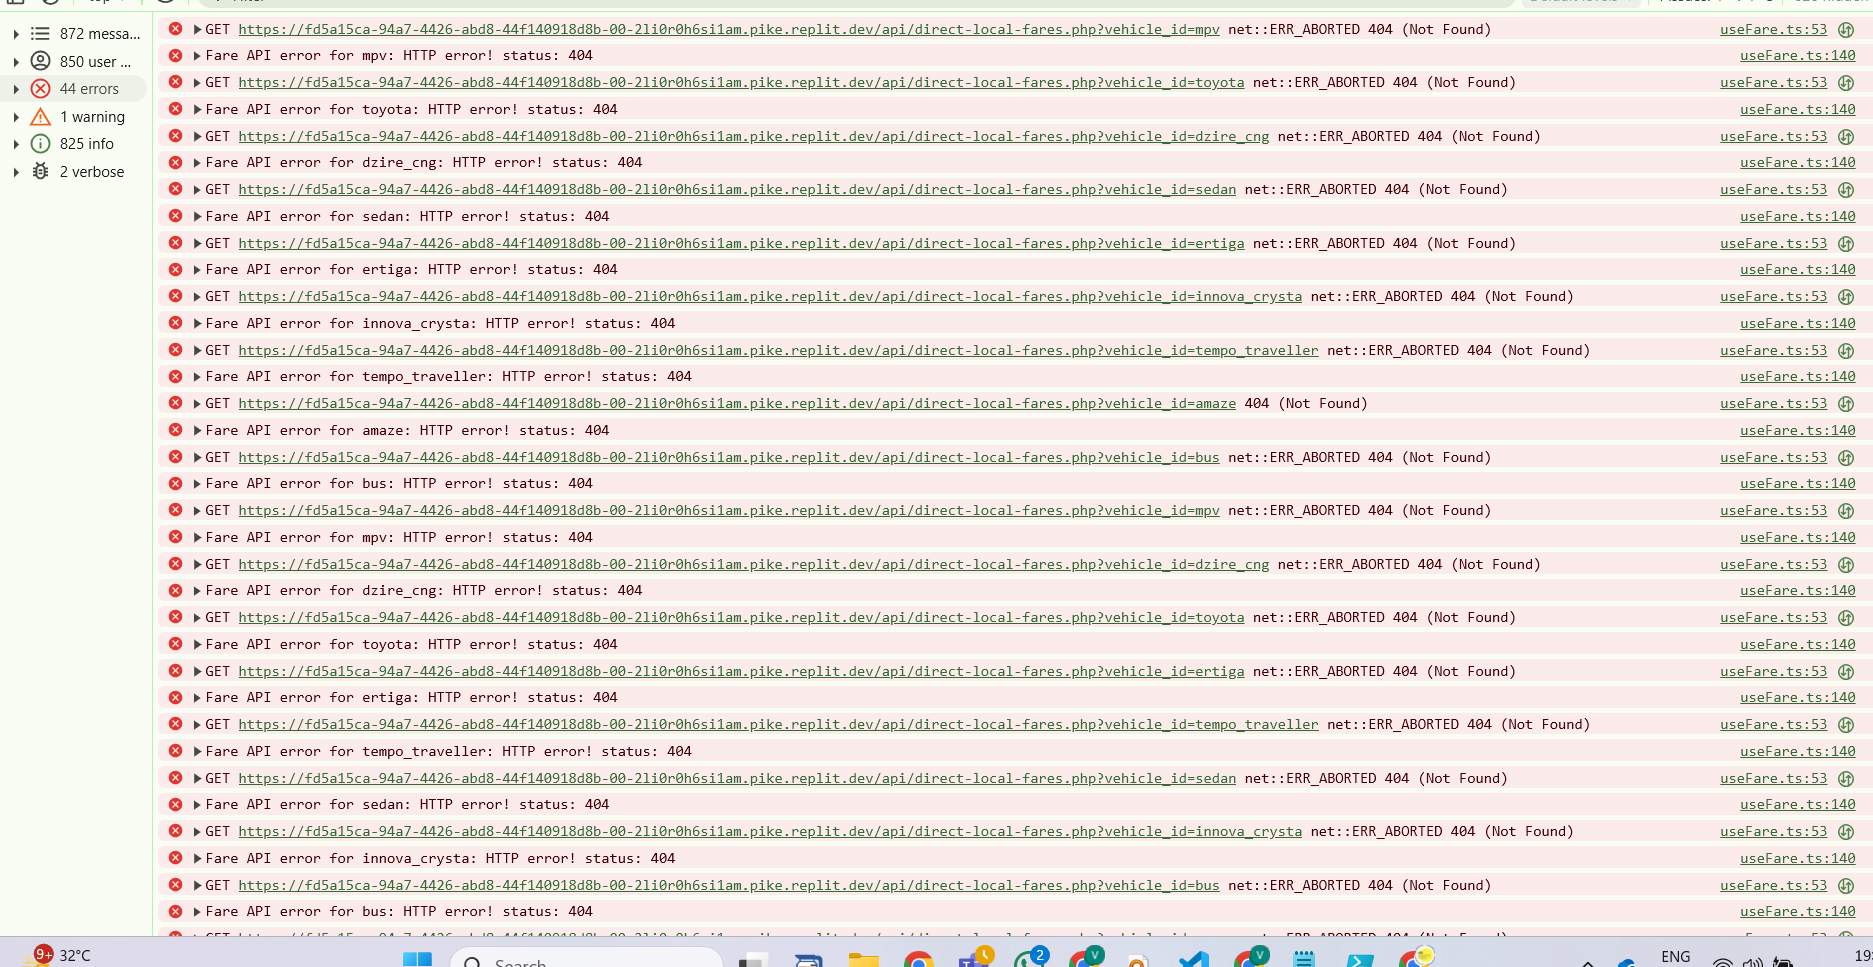 872 messa...
850 user ...
44 errors
1 warning
825 info
2 verbose
GET https://fd5a15ca-94a7-4426-abd8-44f140918d8b-00-2li0r0h6si1am.pike.replit.dev/api/direct-local-fares.php?vehicle_id=mpv net::ERR_ABORTED 404 (Not Found) useFare.ts:53
Fare API error for mpv: HTTP error! status: 404 useFare.ts:140
GET https://fd5a15ca-94a7-4426-abd8-44f140918d8b-00-2li0r0h6si1am.pike.replit.dev/api/direct-local-fares.php?vehicle_id=toyota net::ERR_ABORTED 404 (Not Found) useFare.ts:53
Fare API error for toyota: HTTP error! status: 404 useFare.ts:140
GET https://fd5a15ca-94a7-4426-abd8-44f140918d8b-00-2li0r0h6si1am.pike.replit.dev/api/direct-local-fares.php?vehicle_id=dzire_cng net::ERR_ABORTED 404 (Not Found) useFare.ts:53
Fare API error for dzire_cng: HTTP error! status: 404 useFare.ts:140
GET https://fd5a15ca-94a7-4426-abd8-44f140918d8b-00-2li0r0h6si1am.pike.replit.dev/api/direct-local-fares.php?vehicle_id=sedan net::ERR_ABORTED 404 (Not Found) useFare.ts:53
Fare API error for sedan: HTTP error! status: 404 useFare.ts:140
GET https://fd5a15ca-94a7-4426-abd8-44f140918d8b-00-2li0r0h6si1am.pike.replit.dev/api/direct-local-fares.php?vehicle_id=ertiga net::ERR_ABORTED 404 (Not Found) useFare.ts:53
Fare API error for ertiga: HTTP error! status: 404 useFare.ts:140
GET https://fd5a15ca-94a7-4426-abd8-44f140918d8b-00-2li0r0h6si1am.pike.replit.dev/api/direct-local-fares.php?vehicle_id=innova_crysta net::ERR_ABORTED 404 (Not Found) useFare.ts:53
Fare API error for innova_crysta: HTTP error! status: 404 useFare.ts:140
GET https://fd5a15ca-94a7-4426-abd8-44f140918d8b-00-2li0r0h6si1am.pike.replit.dev/api/direct-local-fares.php?vehicle_id=tempo_traveller net::ERR_ABORTED 404 (Not Found) useFare.ts:53
Fare API error for tempo_traveller: HTTP error! status: 404 useFare.ts:140
GET https://fd5a15ca-94a7-4426-abd8-44f140918d8b-00-2li0r0h6si1am.pike.replit.dev/api/direct-local-fares.php?vehicle_id=amaze 404 (Not Found) useFare.ts:53
Fare API error for amaze: HTTP error! status: 404 useFare.ts:140
GET https://fd5a15ca-94a7-4426-abd8-44f140918d8b-00-2li0r0h6si1am.pike.replit.dev/api/direct-local-fares.php?vehicle_id=bus net::ERR_ABORTED 404 (Not Found) useFare.ts:53
Fare API error for bus: HTTP error! status: 404 useFare.ts:140
GET https://fd5a15ca-94a7-4426-abd8-44f140918d8b-00-2li0r0h6si1am.pike.replit.dev/api/direct-local-fares.php?vehicle_id=mpv net::ERR_ABORTED 404 (Not Found) useFare.ts:53
Fare API error for mpv: HTTP error! status: 404 useFare.ts:140
GET https://fd5a15ca-94a7-4426-abd8-44f140918d8b-00-2li0r0h6si1am.pike.replit.dev/api/direct-local-fares.php?vehicle_id=dzire_cng net::ERR_ABORTED 404 (Not Found) useFare.ts:53
Fare API error for dzire_cng: HTTP error! status: 404 useFare.ts:140
GET https://fd5a15ca-94a7-4426-abd8-44f140918d8b-00-2li0r0h6si1am.pike.replit.dev/api/direct-local-fares.php?vehicle_id=toyota net::ERR_ABORTED 404 (Not Found) useFare.ts:53
Fare API error for toyota: HTTP error! status: 404 useFare.ts:140
GET https://fd5a15ca-94a7-4426-abd8-44f140918d8b-00-2li0r0h6si1am.pike.replit.dev/api/direct-local-fares.php?vehicle_id=ertiga net::ERR_ABORTED 404 (Not Found) useFare.ts:53
Fare API error for ertiga: HTTP error! status: 404 useFare.ts:140
GET https://fd5a15ca-94a7-4426-abd8-44f140918d8b-00-2li0r0h6si1am.pike.replit.dev/api/direct-local-fares.php?vehicle_id=tempo_traveller net::ERR_ABORTED 404 (Not Found) useFare.ts:53
Fare API error for tempo_traveller: HTTP error! status: 404 useFare.ts:140
GET https://fd5a15ca-94a7-4426-abd8-44f140918d8b-00-2li0r0h6si1am.pike.replit.dev/api/direct-local-fares.php?vehicle_id=sedan net::ERR_ABORTED 404 (Not Found) useFare.ts:53
Fare API error for sedan: HTTP error! status: 404 useFare.ts:140
GET https://fd5a15ca-94a7-4426-abd8-44f140918d8b-00-2li0r0h6si1am.pike.replit.dev/api/direct-local-fares.php?vehicle_id=innova_crysta net::ERR_ABORTED 404 (Not Found) useFare.ts:53
Fare API error for innova_crysta: HTTP error! status: 404 useFare.ts:140
GET https://fd5a15ca-94a7-4426-abd8-44f140918d8b-00-2li0r0h6si1am.pike.replit.dev/api/direct-local-fares.php?vehicle_id=bus net::ERR_ABORTED 404 (Not Found) useFare.ts:53
Fare API error for bus: HTTP error! status: 404 useFare.ts:140
9+ 32°C
Search
2
V
V
ENG